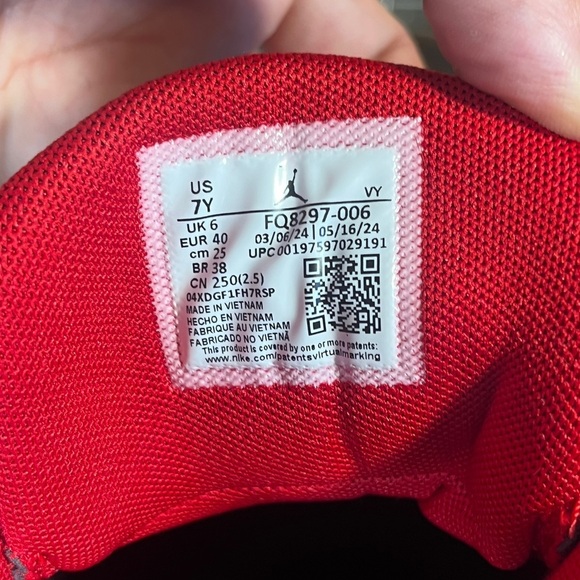 US
7Y
VY
UK 6
FQ8297-006
EUR 40
03/06/24 | 05/16/24
cm 25
UPC 00197597029191
BR 38
CN 250(2.5)
04XDGF1FH7RSP
MADE IN VIETNAM
HECHO EN VIETNAM
FABRIQUE AU VIETNAM
FABRICADO NO VIETNÃ
This product is covered by one or more patents:
www.nike.com/patentsvirtualmarking